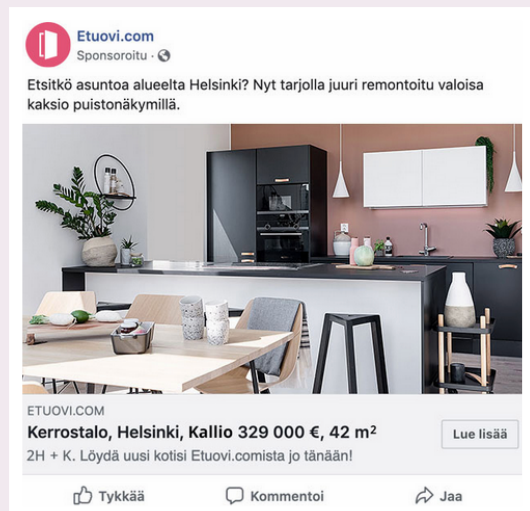 Etuovi.com
Sponsoroitu ·
Etsitkö asuntoa alueelta Helsinki? Nyt tarjolla juuri remontoitu valoisa
kaksio puistonäkymillä.
ETUOVI.COM
Kerrostalo, Helsinki, Kallio 329 000 €, 42 m²
Lue lisää
2H + K. Löydä uusi kotisi Etuovi.comista jo tänään!
Tykkää Kommentoi Jaa